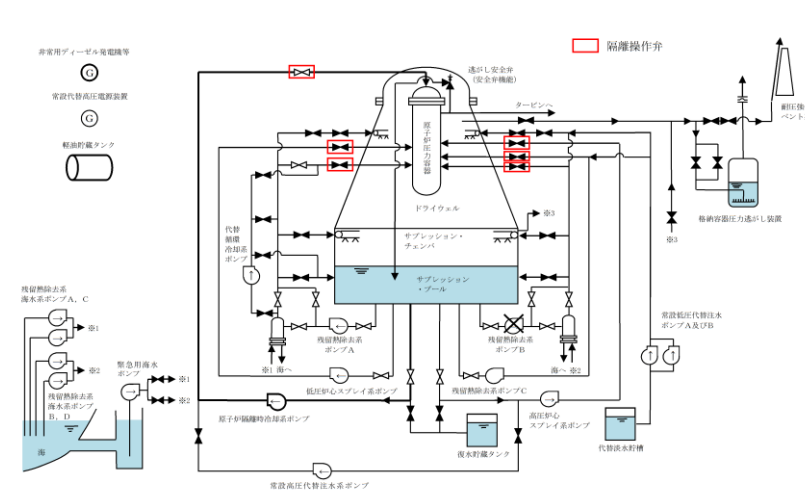 隔離操作弁
非常用ディーゼル発電機等
G
常設代替高圧電源装置
G
軽油貯蔵タンク
逃がし安全弁
(安全弁機能)
タービンへ
耐圧強
ベント
原子炉圧力容器
格納容器圧力逃がし装置
ドライウェル
※3
※3
代替
循環
冷却系
ポンプ
サプレッション・
チェンバ
サプレッション
・プール
残留熱除去系
海水系ポンプA、C
※1
※2
残留熱除去系
海水系ポンプ
B、D
緊急用海水
ポンプ
※1
※2
海
残留熱除去系
ポンプA
※1 海へ
残留熱除去系
ポンプB
海へ ※2
常設低圧代替注水
ポンプA及びB
低圧炉心スプレイ系ポンプ
残留熱除去系ポンプC
原子炉隔離時冷却系ポンプ
高圧炉心
スプレイ系ポンプ
代替淡水貯槽
復水貯蔵タンク
常設高圧代替注水系ポンプ